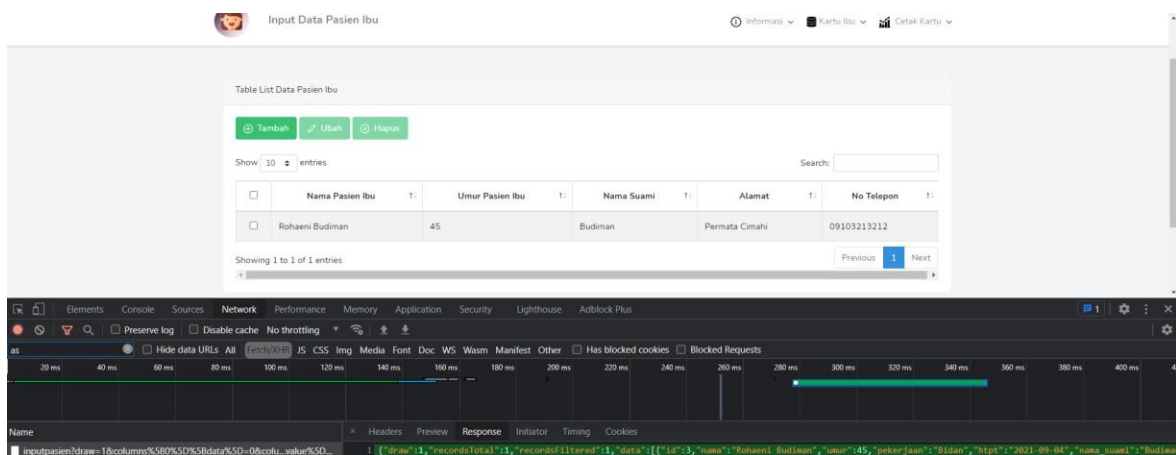 Input Data Pasien Ibu
Informasi Kartu Ibu Cetak Kartu
Table List Data Pasien Ibu
Tambah Ubah Hapus
Show 10 entries Search:
Nama Pasien Ibu Umur Pasien Ibu Nama Suami Alamat No Telepon
Rohaeni Budiman 45 Budiman Permata Cimahi 09103213212
Showing 1 to 1 of 1 entries Previous 1 Next
Elements Console Sources Network Performance Memory Application Security Lighthouse Adblock Plus 1
Preserve log Disable cache No throttling
as Hide data URLs All Fetch/XHR JS CSS Img Media Font Doc WS Wasm Manifest Other Has blocked cookies Blocked Requests
20 ms 40 ms 60 ms 80 ms 100 ms 120 ms 140 ms 160 ms 180 ms 200 ms 220 ms 240 ms 260 ms 280 ms 300 ms 320 ms 340 ms 360 ms 380 ms 400 ms 4
Name × Headers Preview Response Initiator Timing Cookies
inputpasien?draw=1&columns%5B0%5D%5Bdata%5D=0&colu...value%5D... 1 {"draw":1,"recordsTotal":1,"recordsFiltered":1,"data":[{"id":3,"nama":"Rohaeni Budiman","umur":45,"pekerjaan":"Bidan","htpt":"2021-09-04","nama_suami":"Budima